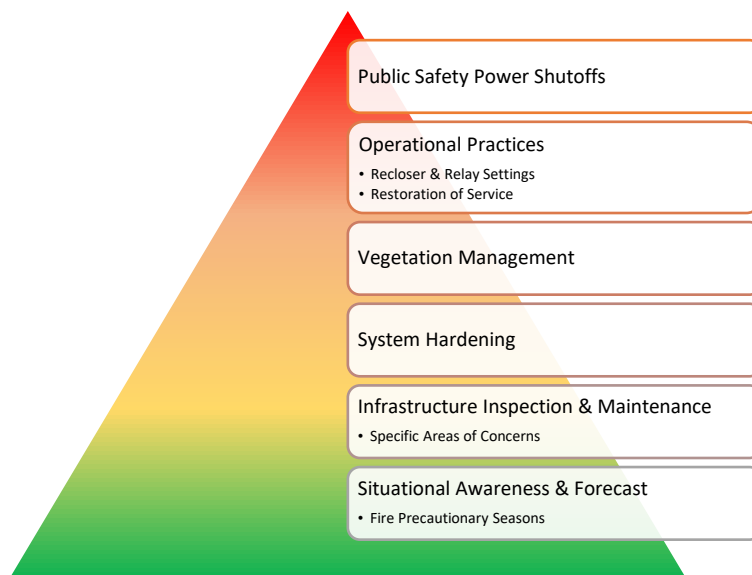 Public Safety Power Shutoffs
Operational Practices
• Recloser & Relay Settings
• Restoration of Service
Vegetation Management
System Hardening
Infrastructure Inspection & Maintenance
• Specific Areas of Concerns
Situational Awareness & Forecast
• Fire Precautionary Seasons